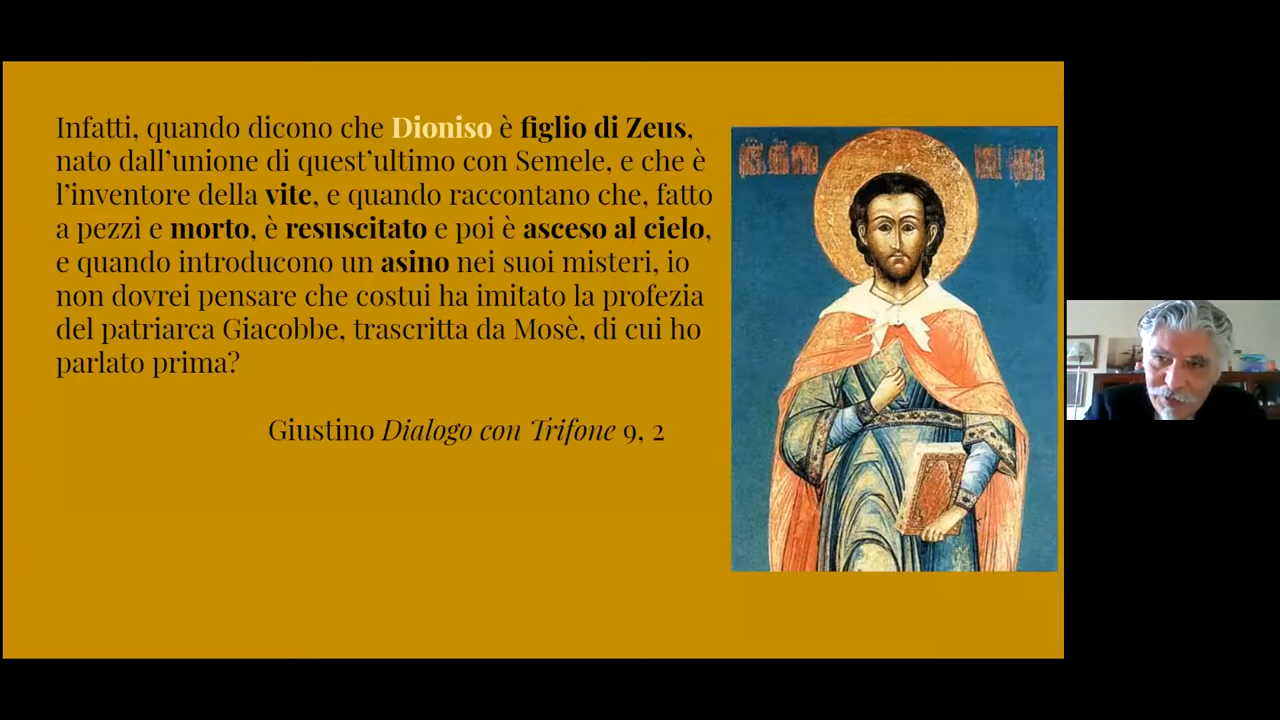 Infatti, quando dicono che Dioniso è figlio di Zeus,
nato dall’unione di quest’ultimo con Semele, e che è
l’inventore della vite, e quando raccontano che, fatto
a pezzi e morto, è resuscitato e poi è asceso al cielo,
e quando introducono un asino nei suoi misteri, io
non dovrei pensare che costui ha imitato la profezia
del patriarca Giacobbe, trascritta da Mosè, di cui ho
parlato prima?
Giustino Dialogo con Trifone 9, 2